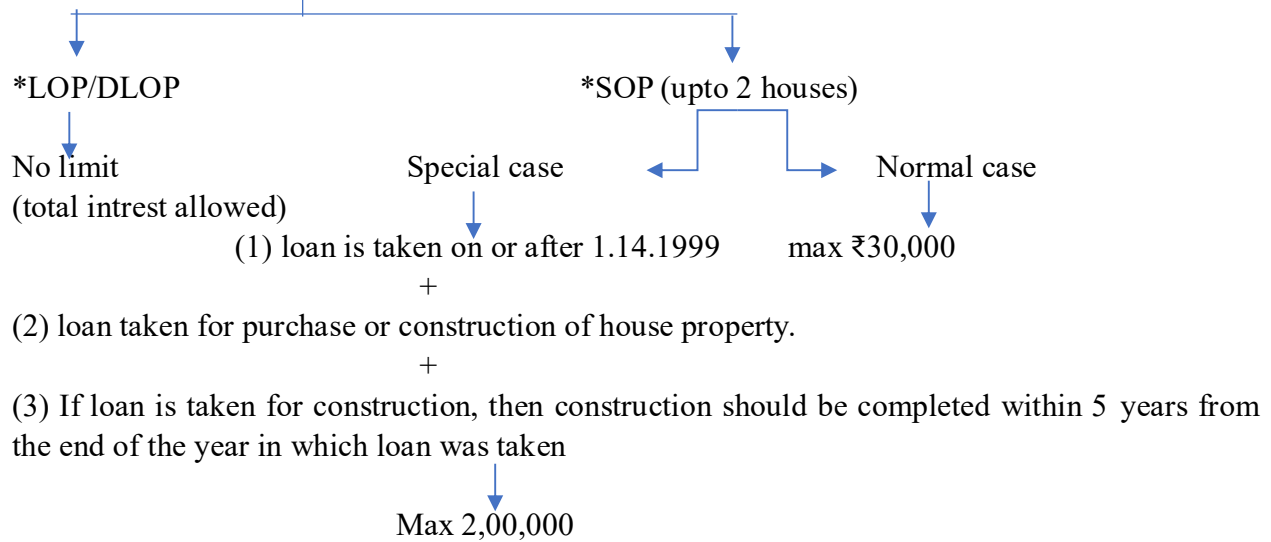 *LOP/DLOP *SOP (upto 2 houses)
No limit Special case Normal case
(total intrest allowed)
(1) loan is taken on or after 1.14.1999 max ₹30,000
+
(2) loan taken for purchase or construction of house property.
+
(3) If loan is taken for construction, then construction should be completed within 5 years from
the end of the year in which loan was taken
Max 2,00,000